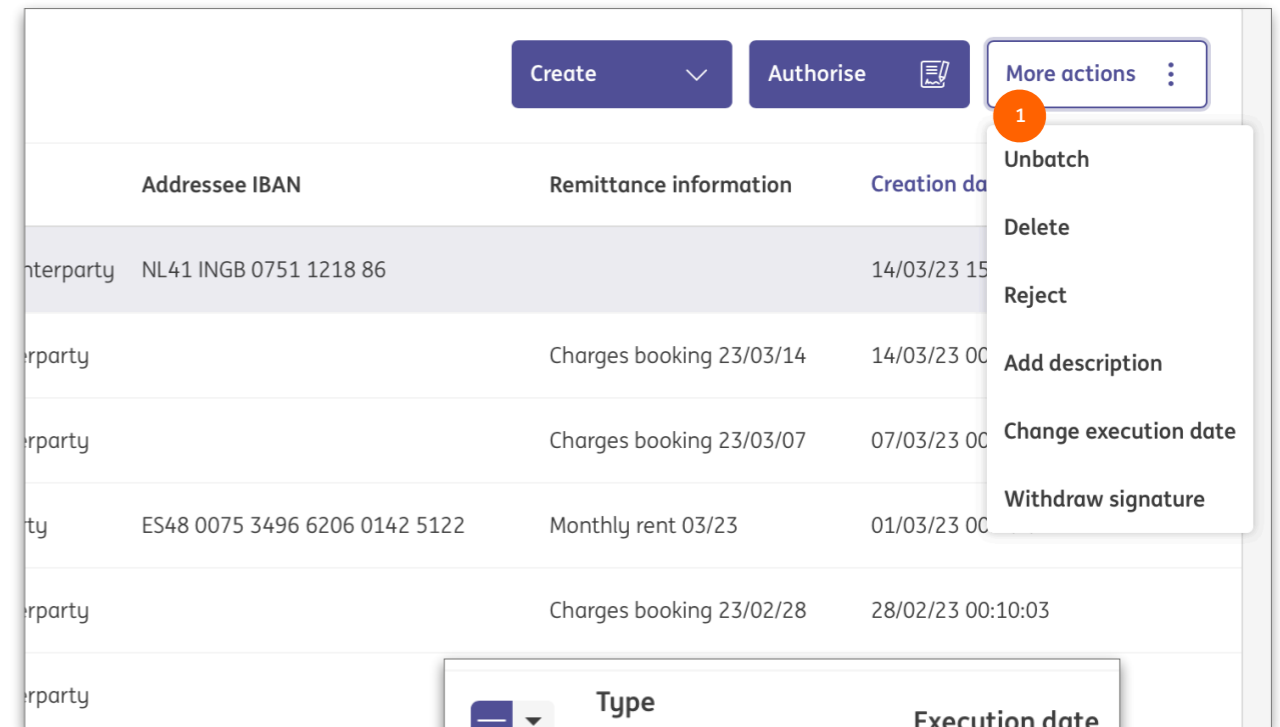 Create
Authorise
More actions
1
Unbatch
Addressee IBAN
Remittance information
Creation da
Delete
nterparty NL41 INGB 0751 1218 86 14/03/23 15
Reject
rparty Charges booking 23/03/14 14/03/23 00
Add description
rparty Charges booking 23/03/07 07/03/23 00
Change execution date
Withdraw signature
ty ES48 0075 3496 6206 0142 5122 Monthly rent 03/23 01/03/23 00
rparty Charges booking 23/02/28 28/02/23 00:10:03
rparty
Type
Execution date